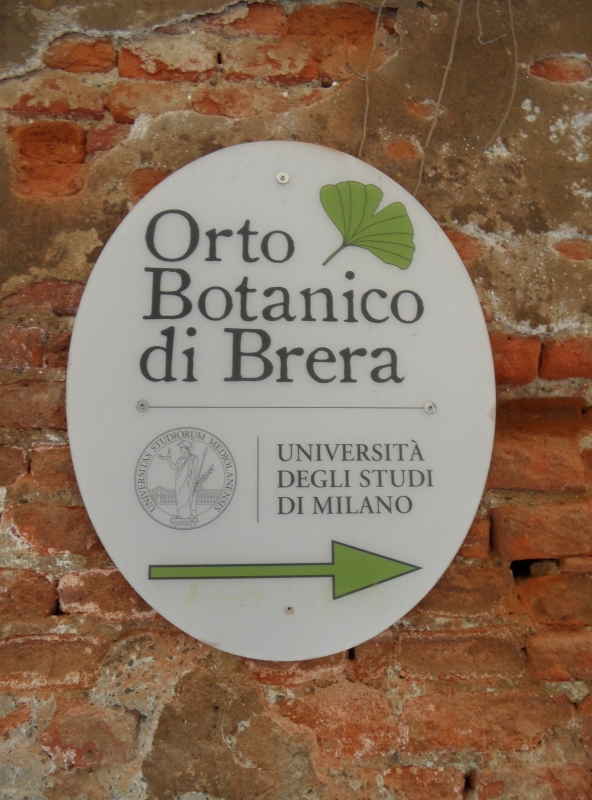 Orto
Botanico
di Brera
UNIVERSITAS STUDIORUM MEDIOLANENSIS
UNIVERSITÀ
DEGLI STUDI
DI MILANO